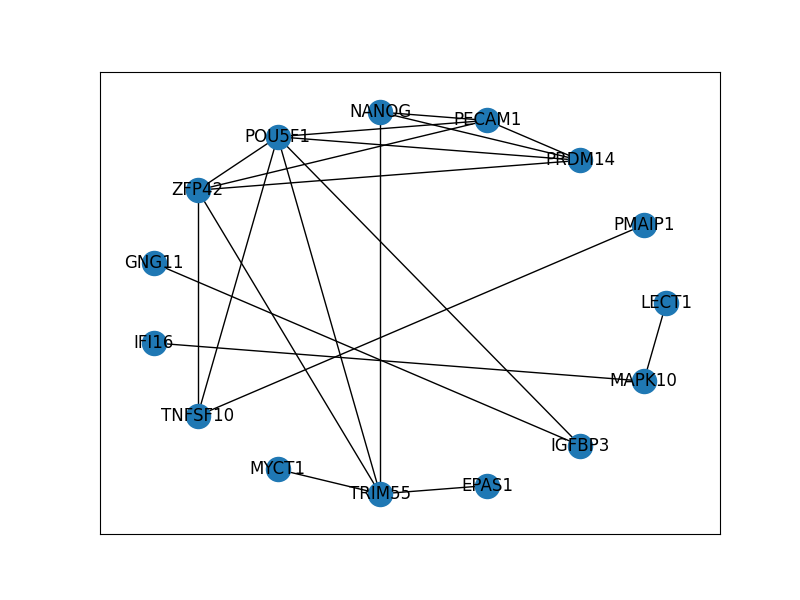 NANOG
PECAM1
POU5F1
PRDM14
ZFP42
PMAIP1
GNG11
LECT1
IFI16
MAPK10
TNFSF10
IGFBP3
MYCT1
EPAS1
TRIM55